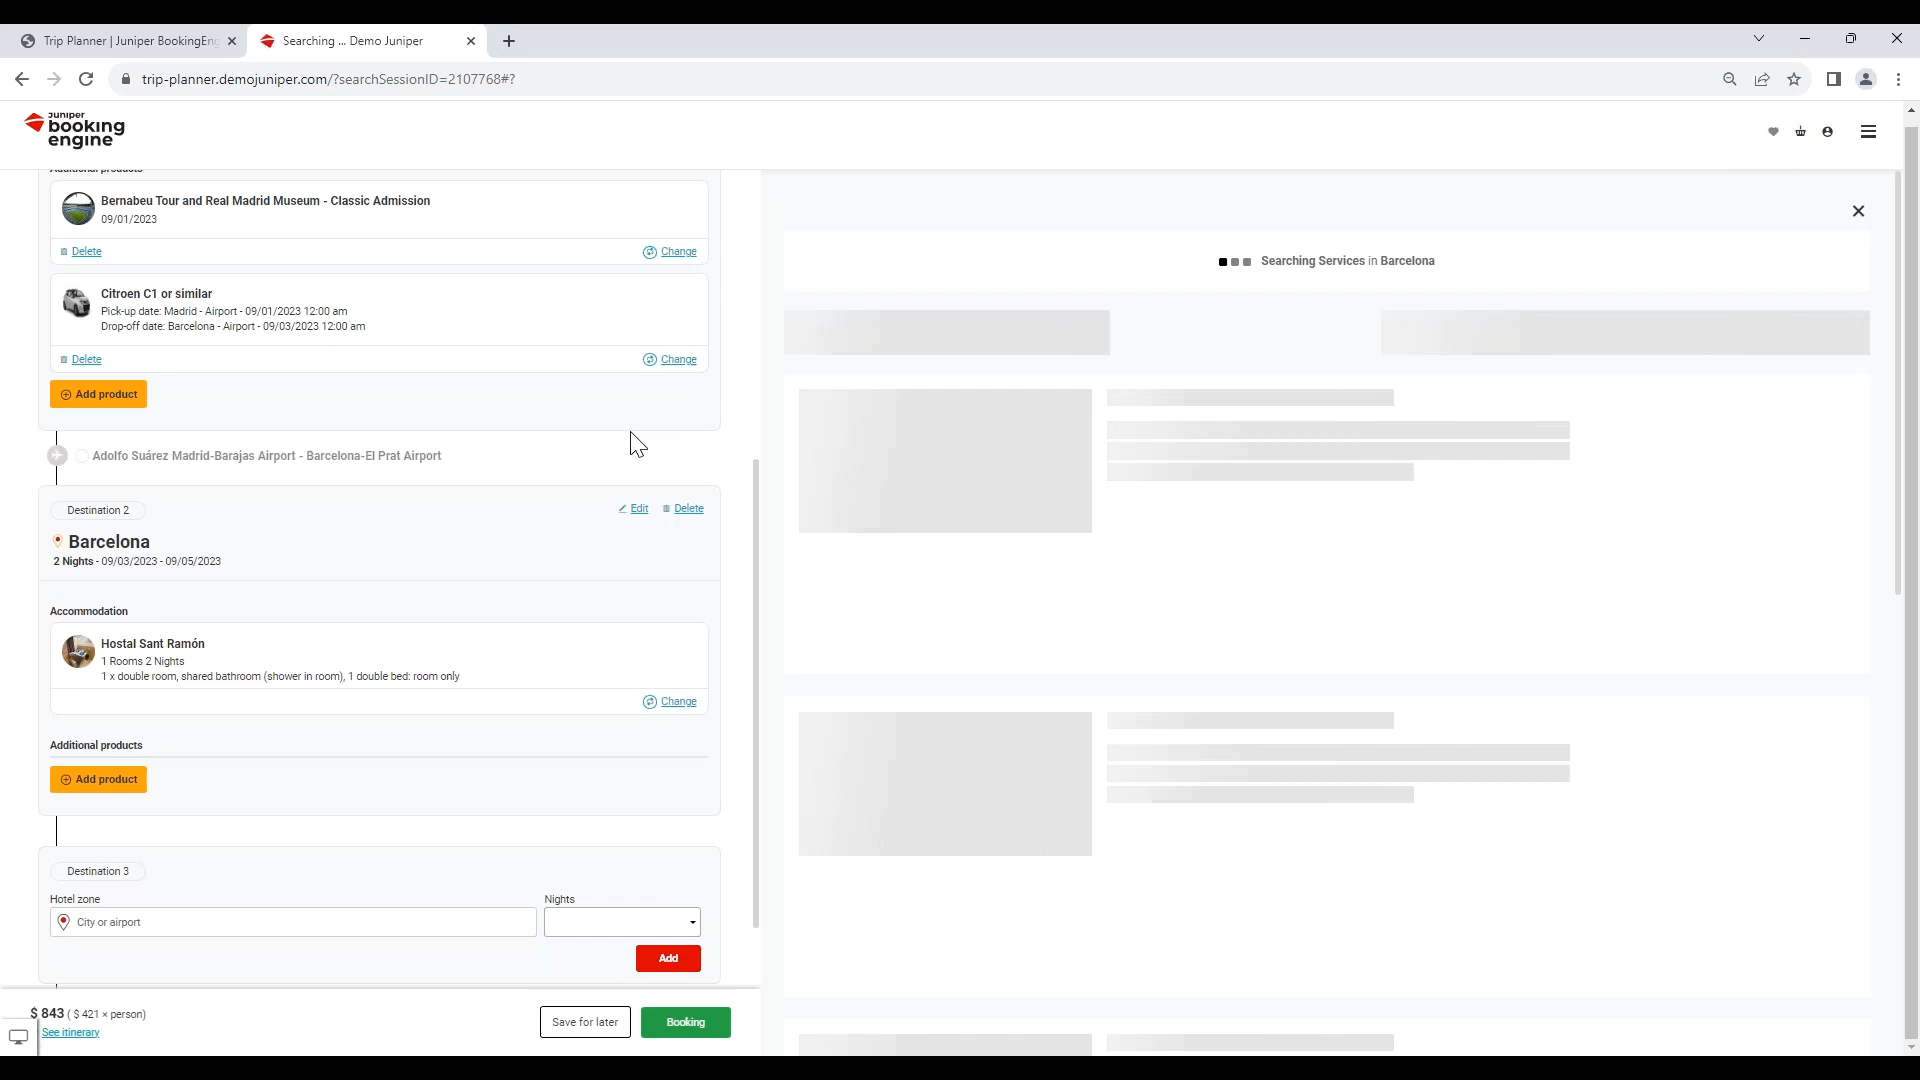 Trip Planner | Juniper BookingEng
Searching ... Demo Juniper
trip-planner.demojuniper.com/?searchSessionID=2107768#?
Juniper
booking
engine
Additional products
Bernabeu Tour and Real Madrid Museum - Classic Admission
09/01/2023
Delete
Change
Citroen C1 or similar
Pick-up date: Madrid - Airport - 09/01/2023 12:00 am
Drop-off date: Barcelona - Airport - 09/03/2023 12:00 am
Delete
Change
Add product
Adolfo Suárez Madrid-Barajas Airport - Barcelona-El Prat Airport
Destination 2
Edit
Delete
Barcelona
2 Nights - 09/03/2023 - 09/05/2023
Accommodation
Hostal Sant Ramón
1 Rooms 2 Nights
1 x double room, shared bathroom (shower in room), 1 double bed: room only
Change
Additional products
Add product
Destination 3
Hotel zone
Nights
City or airport
Add
$ 843 ( $ 421 × person)
See itinerary
Save for later
Booking
Searching Services in Barcelona